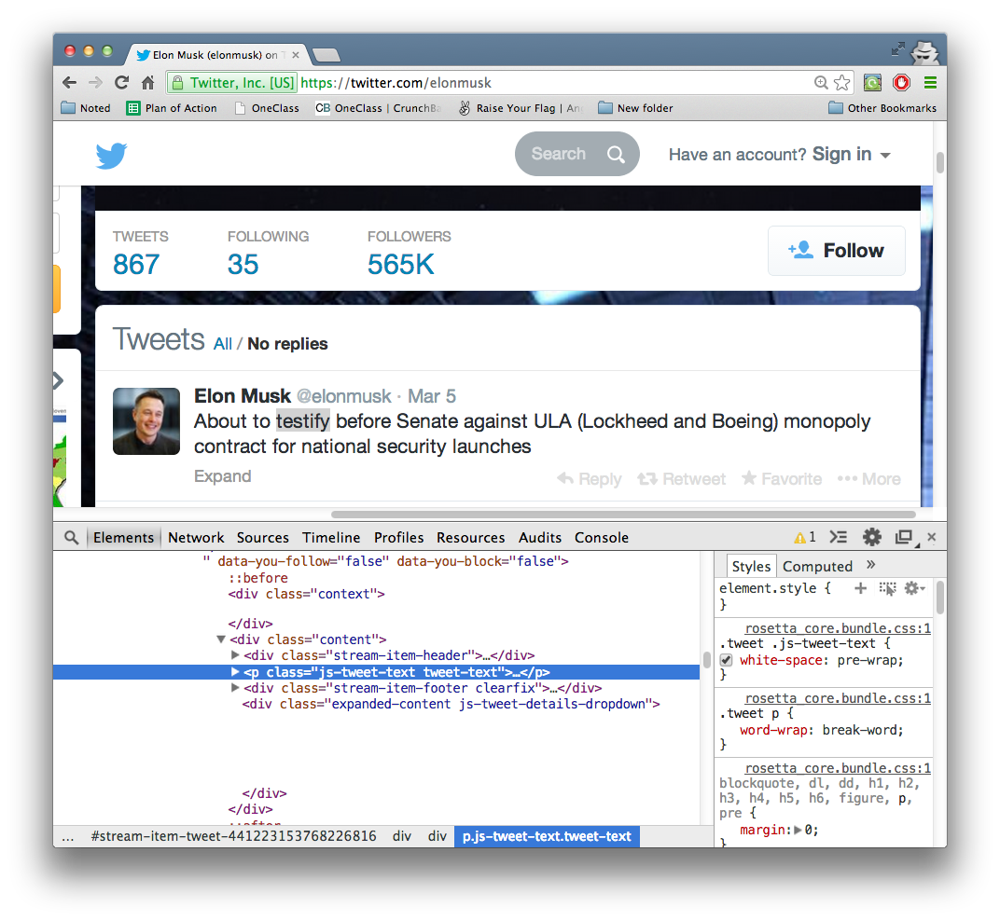 Elon Musk (elonmusk) on T
Twitter, Inc. [US] https://twitter.com/elonmusk
Noted Plan of Action OneClass CB OneClass | CrunchBa Raise Your Flag | An New folder Other Bookmarks
Search Have an account? Sign in
TWEETS FOLLOWING FOLLOWERS
867 35 565K
Follow
Tweets All / No replies
Elon Musk @elonmusk · Mar 5
About to testify before Senate against ULA (Lockheed and Boeing) monopoly
contract for national security launches
Expand Reply Retweet Favorite More
Elements Network Sources Timeline Profiles Resources Audits Console 1
" data-you-follow="false" data-you-block="false">
::before
<div class="context">
</div>
<div class="content">
<div class="stream-item-header">…</div>
<p class="js-tweet-text tweet-text">…</p>
<div class="stream-item-footer clearfix">…</div>
<div class="expanded-content js-tweet-details-dropdown">
</div>
</div>
::after
... #stream-item-tweet-441223153768226816 div div p.js-tweet-text.tweet-text
Styles Computed »
element.style {
}
rosetta_core.bundle.css:1
.tweet .js-tweet-text {
white-space: pre-wrap;
}
rosetta_core.bundle.css:1
.tweet p {
word-wrap: break-word;
}
rosetta_core.bundle.css:1
blockquote, dl, dd, h1, h2,
h3, h4, h5, h6, figure, p,
pre {
margin: 0;
}